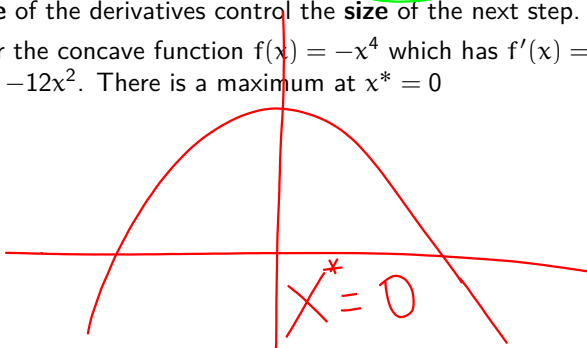 e of the derivatives control the size of the next step.
r the concave function f(x) = −x⁴ which has f′(x) =
−12x². There is a maximum at x* = 0
x* = 0